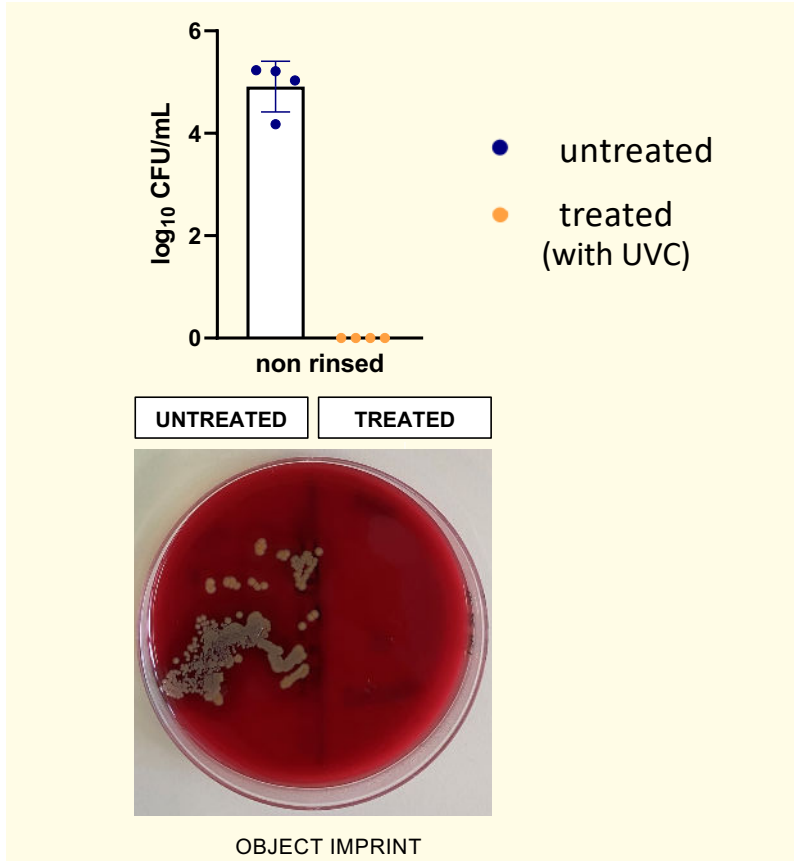 6
4
2
0
log₁₀ CFU/mL
non rinsed
untreated
treated
(with UVC)
UNTREATED
TREATED
OBJECT IMPRINT